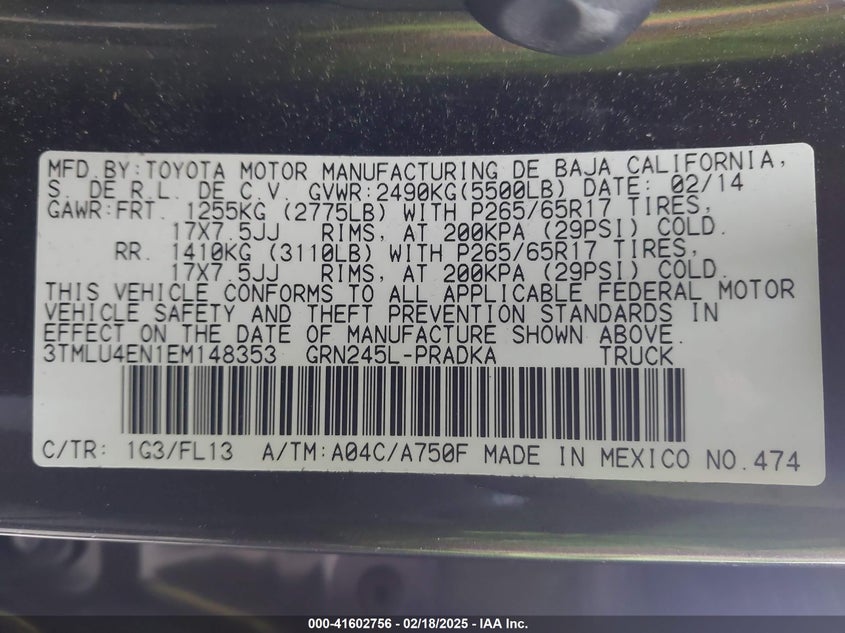 MFD.BY:TOYOTA MOTOR MANUFACTURING DE BAJA CALIFORNIA,
S. DE R.L. DE C.V. GVWR:2490KG(5500LB) DATE: 02/14
GAWR:FRT. 1255KG (2775LB) WITH P265/65R17 TIRES,
17X7.5JJ RIMS, AT 200KPA (29PSI) COLD.
RR. 1410KG (3110LB) WITH P265/65R17 TIRES,
17X7.5JJ RIMS, AT 200KPA (29PSI) COLD.
THIS VEHICLE CONFORMS TO ALL APPLICABLE FEDERAL MOTOR
VEHICLE SAFETY AND THEFT PREVENTION STANDARDS IN
EFFECT ON THE DATE OF MANUFACTURE SHOWN ABOVE.
3TMLU4EN1EM148353 GRN245L-PRADKA TRUCK
C/TR: 1G3/FL13 A/TM:A04C/A750F MADE IN MEXICO NO.474
000-41602756 - 02/18/2025 - IAA Inc.